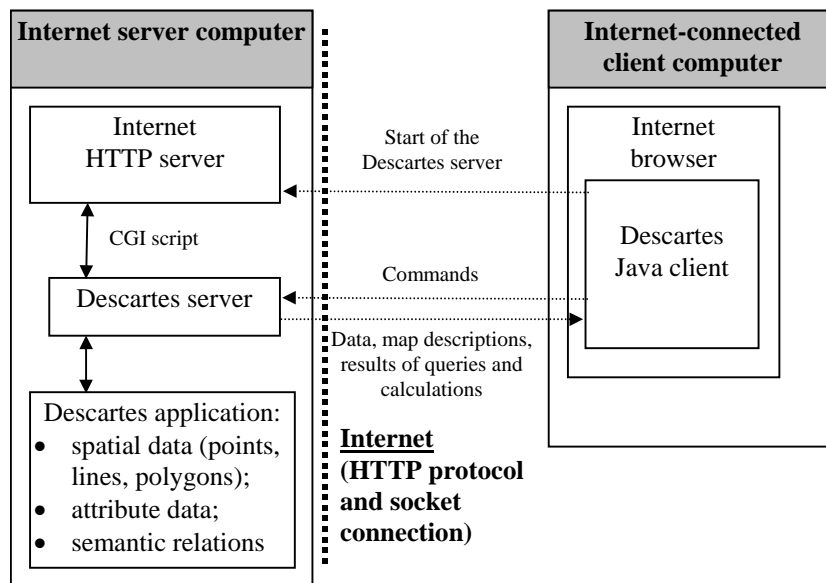 Internet server computer
Internet
HTTP server
CGI script
Descartes server
Descartes application:
• spatial data (points,
lines, polygons);
• attribute data;
• semantic relations
Start of the
Descartes server
Commands
Data, map descriptions,
results of queries and
calculations
Internet
(HTTP protocol
and socket
connection)
Internet-connected
client computer
Internet
browser
Descartes
Java client